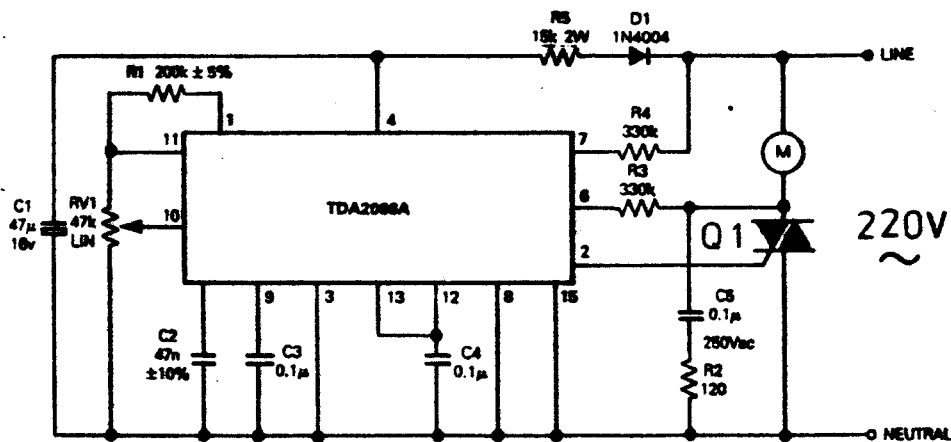 R5
15k 2W
D1
1N4004
LINE
R1 200k ± 5%
1
4
11
7
R4
330k
M
R3
330k
6
C1
47μ
16v
RV1
47k
LIN
10
TDA2086A
Q1
220V
~
2
9
3
13
12
8
15
C2
47n
±10%
C3
0.1μ
C4
0.1μ
C5
0.1μ
250Vac
R2
120
NEUTRAL